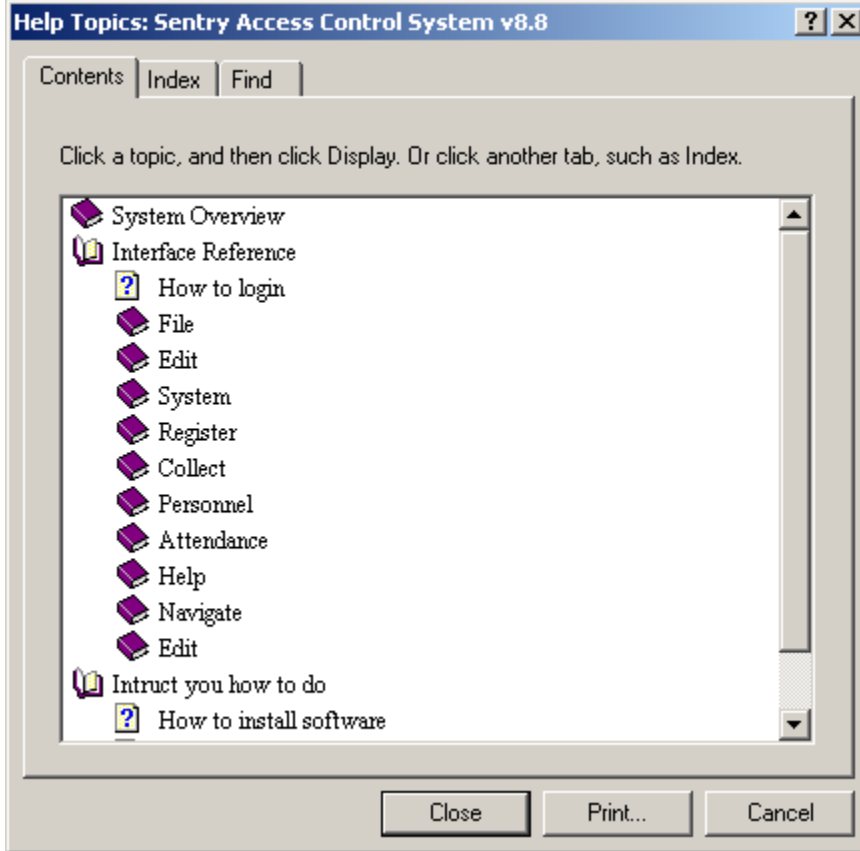 Help Topics: Sentry Access Control System v8.8
Contents Index Find
Click a topic, and then click Display. Or click another tab, such as Index.
System Overview
Interface Reference
How to login
File
Edit
System
Register
Collect
Personnel
Attendance
Help
Navigate
Edit
Intruct you how to do
How to install software
Close Print... Cancel